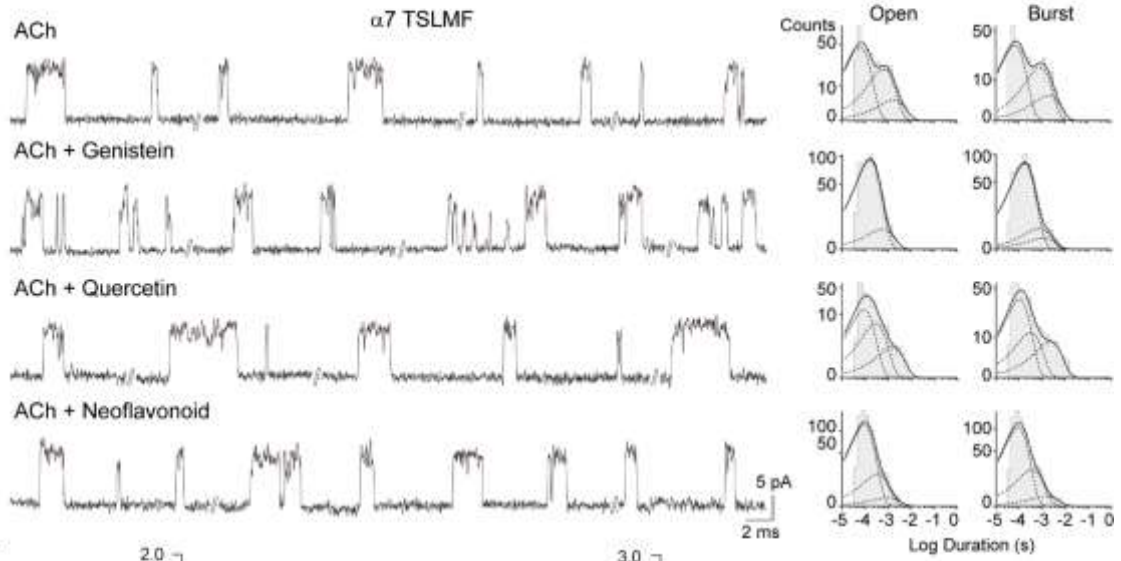 α7 TSLMF
Counts Open Burst
ACh
50 50
10 10
0 0
ACh + Genistein
100 100
50 50
0 0
ACh + Quercetin
50 50
10 10
0 0
ACh + Neoflavonoid
100 100
50 50
0 0
5 pA
2 ms
-5 -4 -3 -2 -1 0 -5 -4 -3 -2 -1 0
Log Duration (s)
2.0 3.0